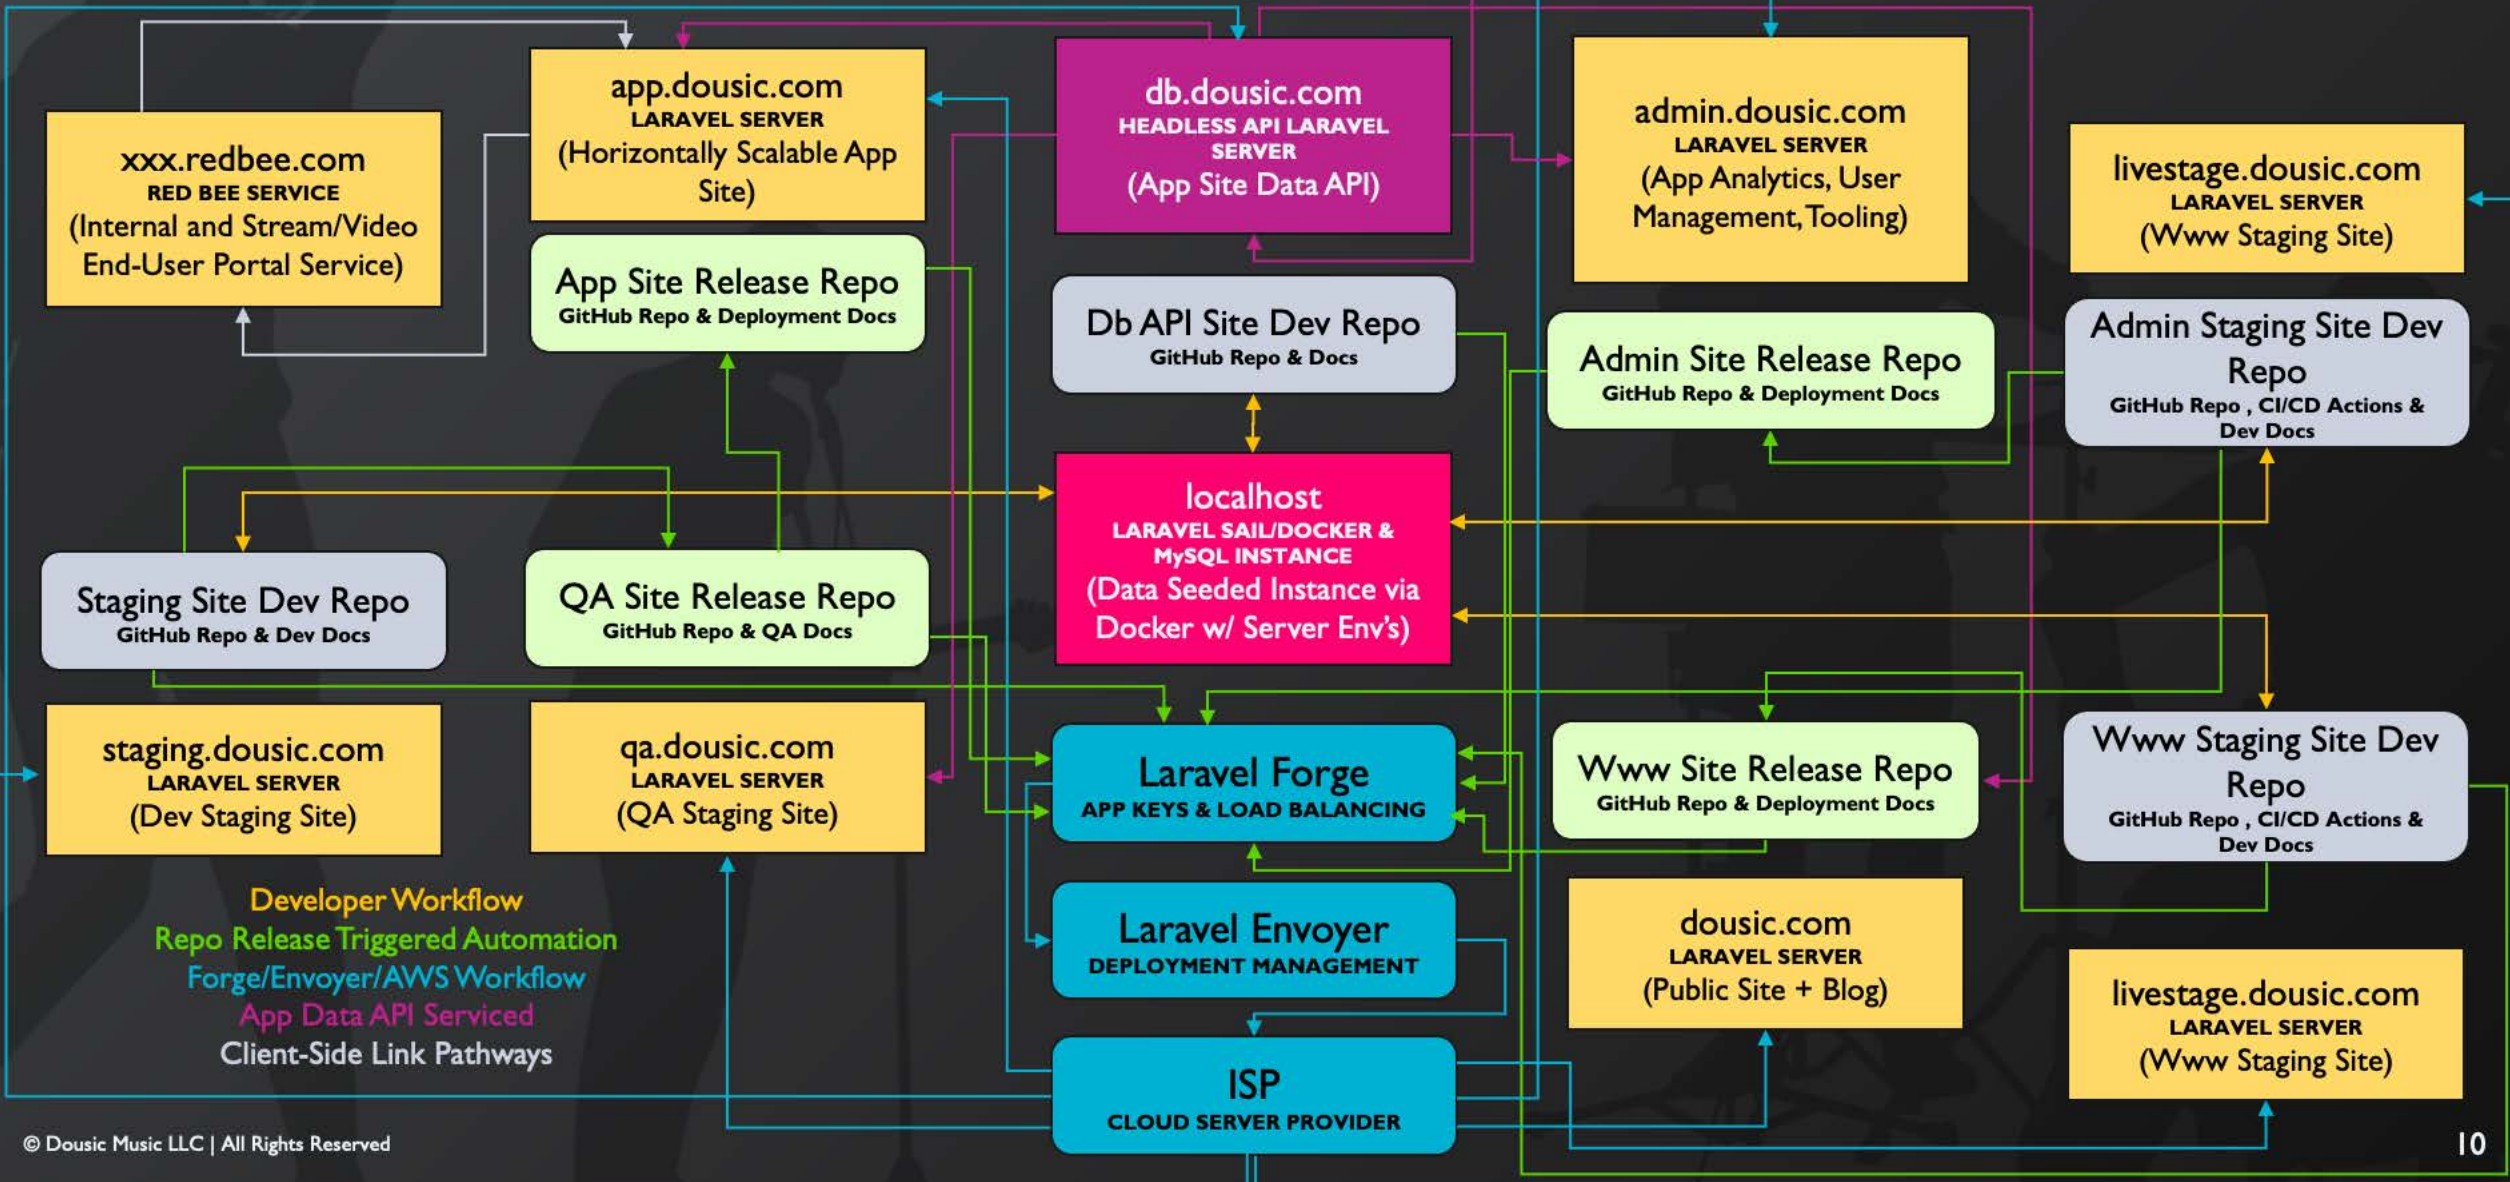 xxx.redbee.com
RED BEE SERVICE
(Internal and Stream/Video
End-User Portal Service)
app.dousic.com
LARAVEL SERVER
(Horizontally Scalable App
Site)
db.dousic.com
HEADLESS API LARAVEL
SERVER
(App Site Data API)
admin.dousic.com
LARAVEL SERVER
(App Analytics, User
Management, Tooling)
livestage.dousic.com
LARAVEL SERVER
(Www Staging Site)
App Site Release Repo
GitHub Repo & Deployment Docs
Db API Site Dev Repo
GitHub Repo & Docs
Admin Site Release Repo
GitHub Repo & Deployment Docs
Admin Staging Site Dev
Repo
GitHub Repo , CI/CD Actions &
Dev Docs
localhost
LARAVEL SAIL/DOCKER &
MySQL INSTANCE
(Data Seeded Instance via
Docker w/ Server Env's)
Staging Site Dev Repo
GitHub Repo & Dev Docs
QA Site Release Repo
GitHub Repo & QA Docs
staging.dousic.com
LARAVEL SERVER
(Dev Staging Site)
qa.dousic.com
LARAVEL SERVER
(QA Staging Site)
Laravel Forge
APP KEYS & LOAD BALANCING
Www Site Release Repo
GitHub Repo & Deployment Docs
Www Staging Site Dev
Repo
GitHub Repo , CI/CD Actions &
Dev Docs
Developer Workflow
Repo Release Triggered Automation
Forge/Envoyer/AWS Workflow
App Data API Serviced
Client-Side Link Pathways
Laravel Envoyer
DEPLOYMENT MANAGEMENT
dousic.com
LARAVEL SERVER
(Public Site + Blog)
livestage.dousic.com
LARAVEL SERVER
(Www Staging Site)
ISP
CLOUD SERVER PROVIDER
© Dousic Music LLC | All Rights Reserved
10